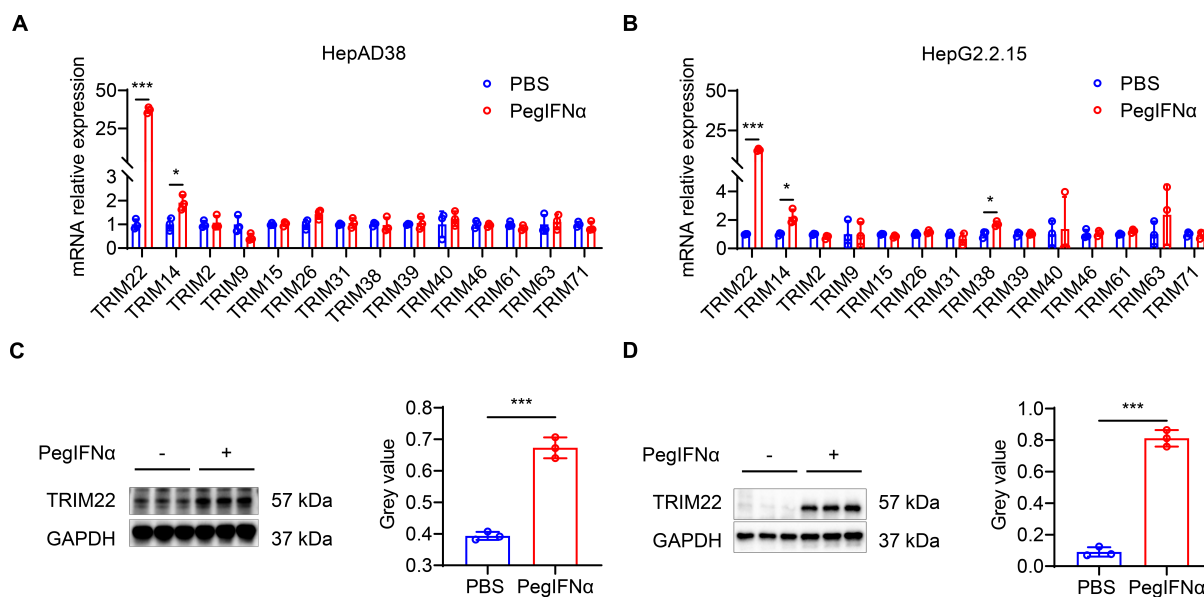 A
HepAD38
mRNA relative expression
50
25
3
2
1
0
***
*
PBS
PegIFNα
TRIM22
TRIM14
TRIM2
TRIM9
TRIM15
TRIM26
TRIM31
TRIM38
TRIM39
TRIM40
TRIM46
TRIM61
TRIM63
TRIM71
B
HepG2.2.15
mRNA relative expression
50
25
4
2
0
***
*
*
PBS
PegIFNα
TRIM22
TRIM14
TRIM2
TRIM9
TRIM15
TRIM26
TRIM31
TRIM38
TRIM39
TRIM40
TRIM46
TRIM61
TRIM63
TRIM71
C
PegIFNα - +
TRIM22 57 kDa
GAPDH 37 kDa
Grey value
0.8
0.7
0.6
0.5
0.4
0.3
***
PBS PegIFNα
D
PegIFNα - +
TRIM22 57 kDa
GAPDH 37 kDa
Grey value
1.0
0.8
0.6
0.4
0.2
0.0
***
PBS PegIFNα